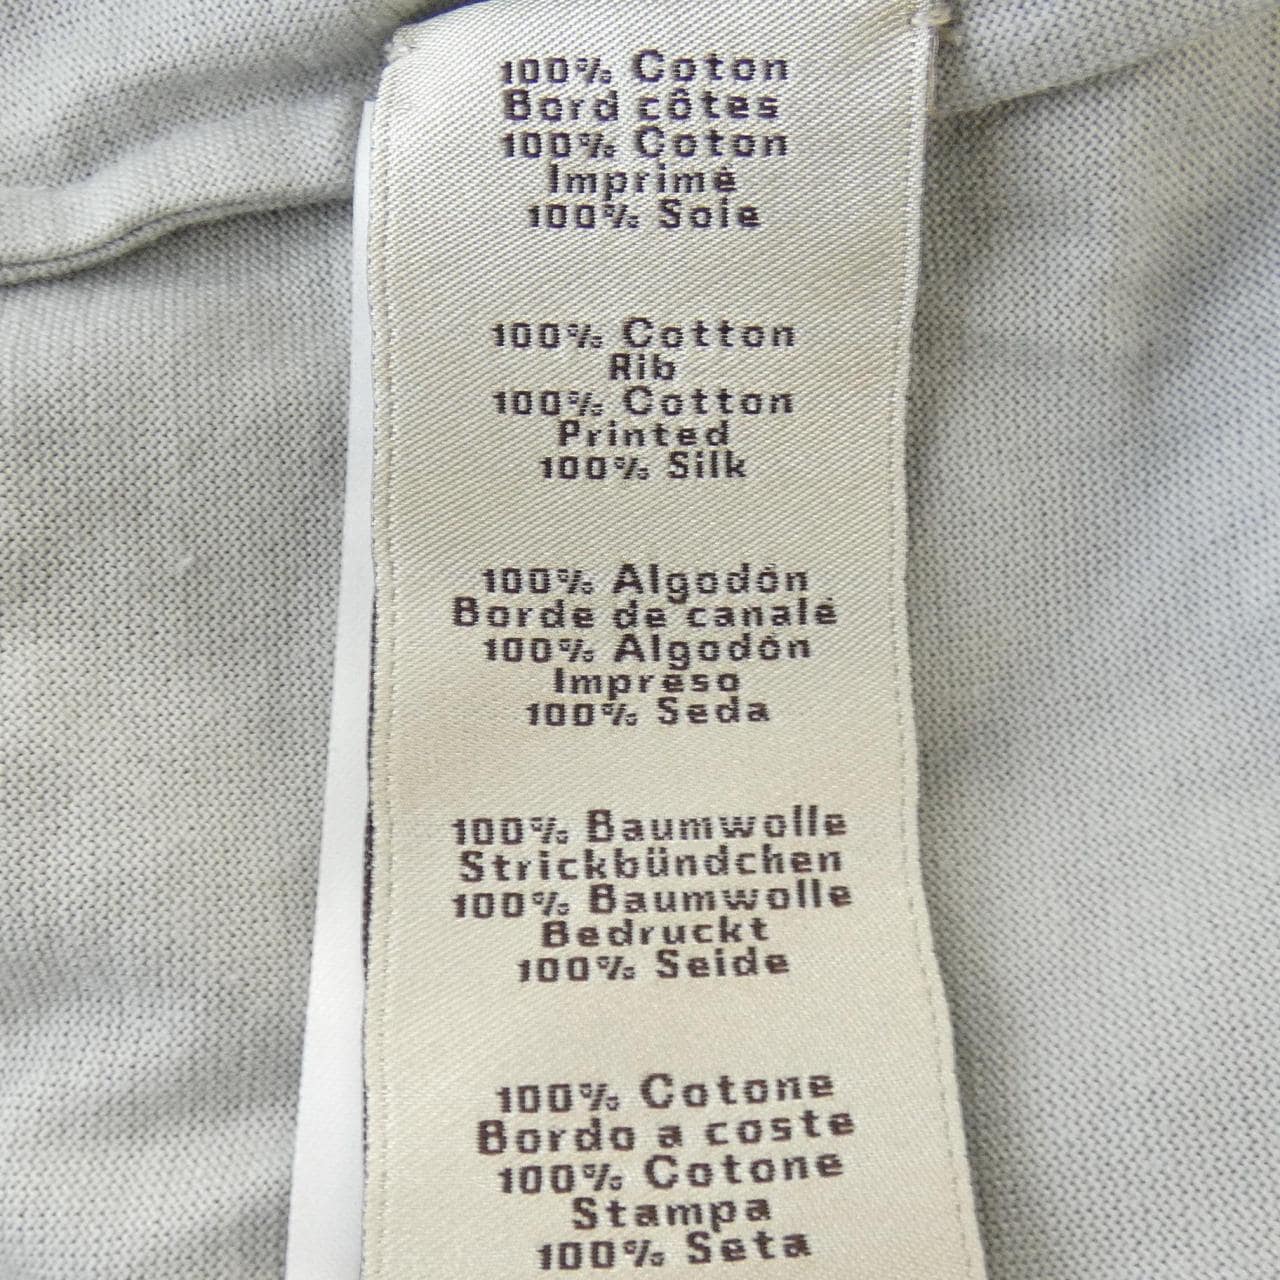 100% Coton
Bord côtes
100% Coton
Imprimé
100% Soie
100% Cotton
Rib
100% Cotton
Printed
100% Silk
100% Algodón
Borde de canalé
100% Algodón
Impreso
100% Seda
100% Baumwolle
Strickbündchen
100% Baumwolle
Bedruckt
100% Seide
100% Cotone
Bordo a coste
100% Cotone
Stampa
100% Seta